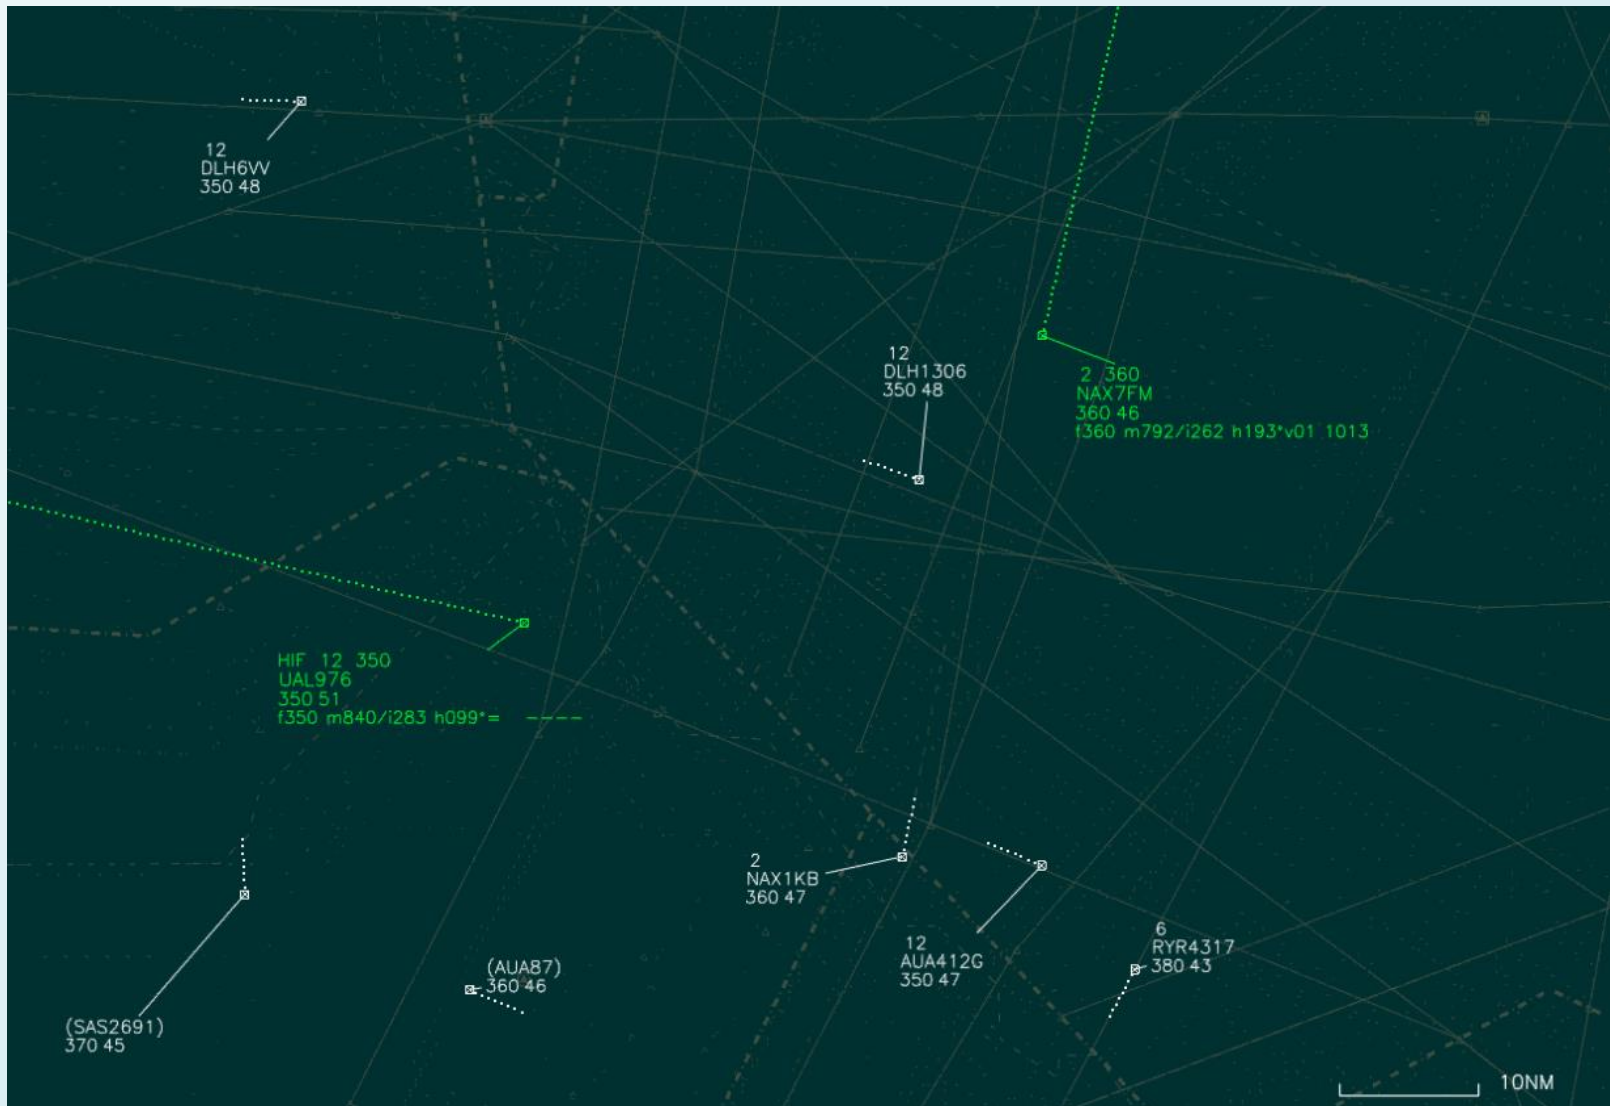 12
DLH6VV
350 48
12
DLH1306
350 48
2 360
NAX7FM
360 46
f360 m792/i262 h193*v01 1013
HIF 12 350
UAL976
350 51
f350 m840/i283 h099*= ----
2
NAX1KB
360 47
12
AUA412G
350 47
6
RYR4317
380 43
(AUA87)
360 46
(SAS2691)
370 45
10NM